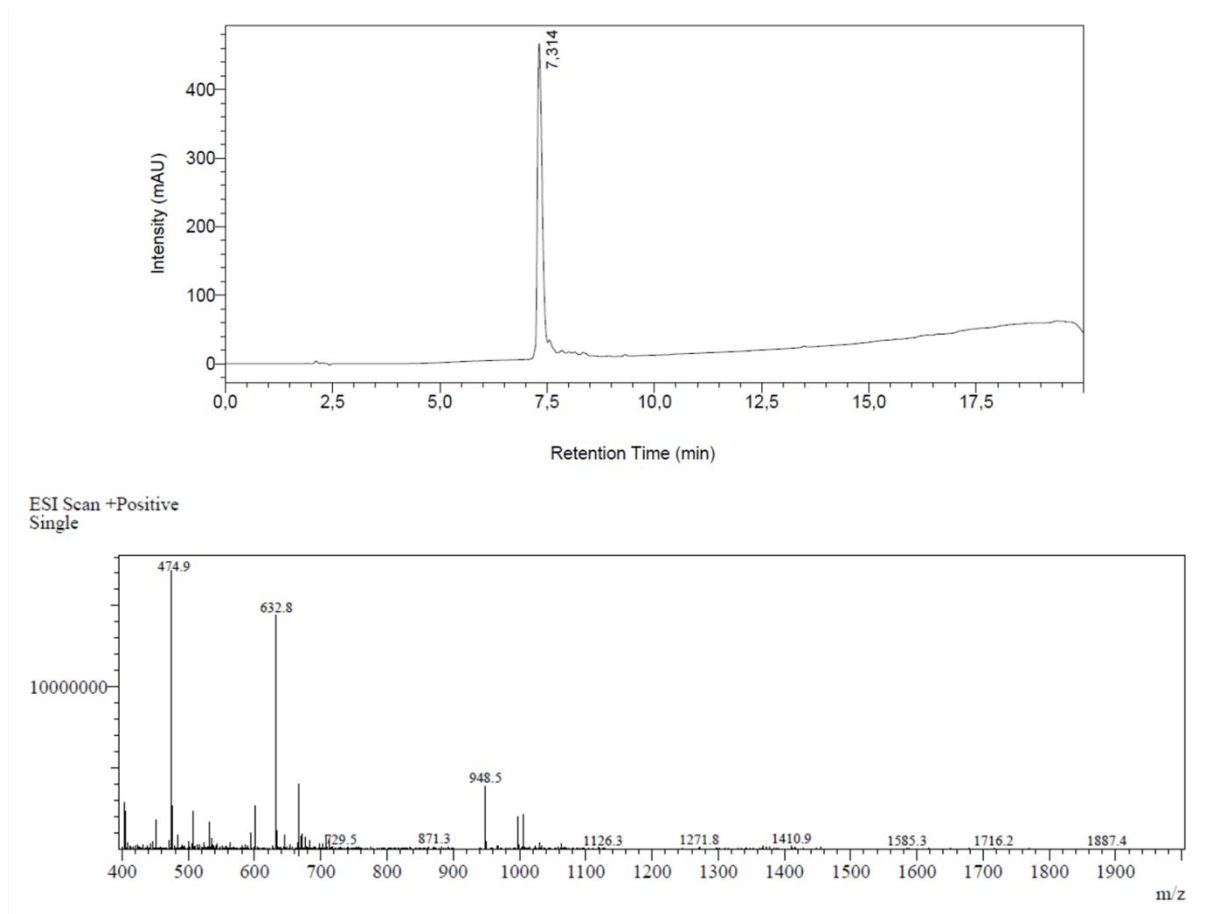 7,314
Intensity (mAU)
400
300
200
100
0
0,0 2,5 5,0 7,5 10,0 12,5 15,0 17,5
Retention Time (min)
ESI Scan +Positive
Single
474.9
632.8
10000000
948.5
729.5 871.3 1126.3 1271.8 1410.9 1585.3 1716.2 1887.4
400 500 600 700 800 900 1000 1100 1200 1300 1400 1500 1600 1700 1800 1900
m/z